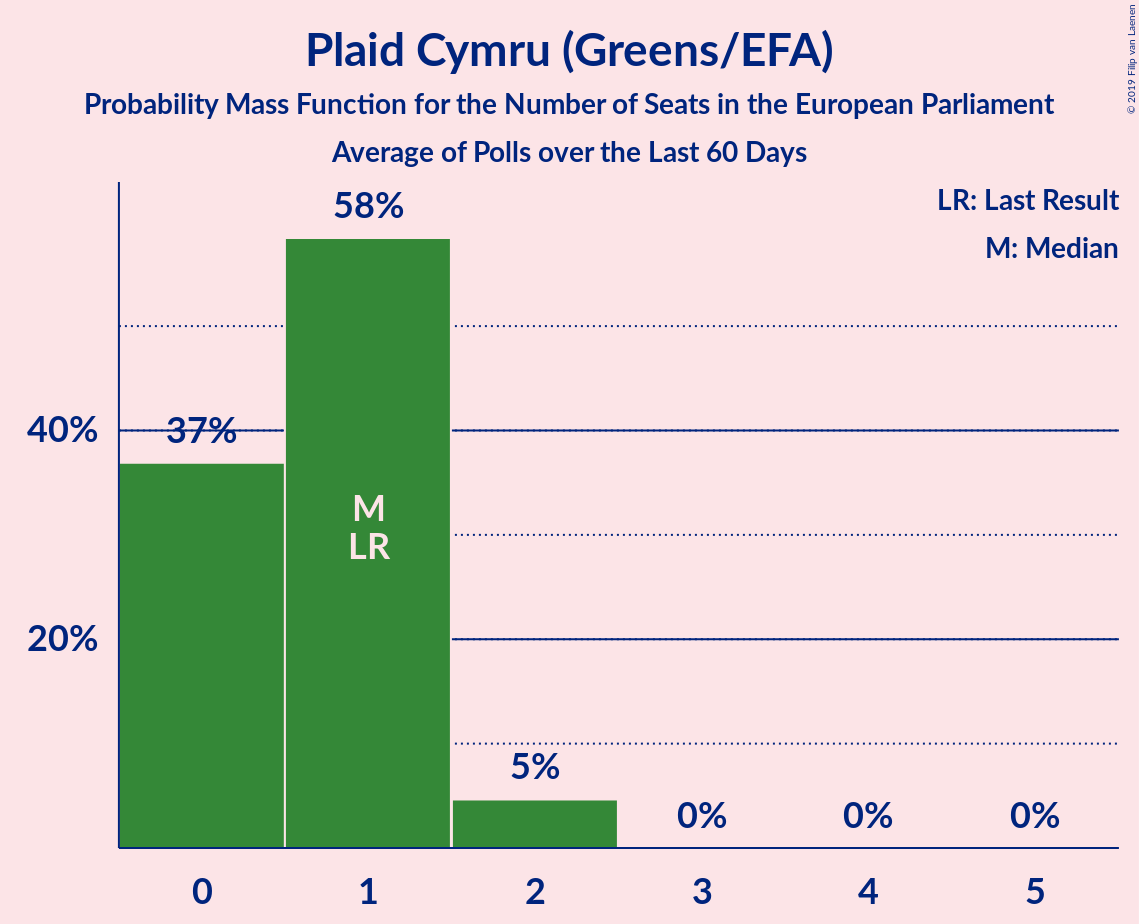 Plaid Cymru (Greens/EFA)
Probability Mass Function for the Number of Seats in the European Parliament
Average of Polls over the Last 60 Days
© 2019 Filip van Laenen
LR: Last Result
M: Median
58%
40%
37%
M
LR
20%
5%
0%
0%
0%
0
1
2
3
4
5